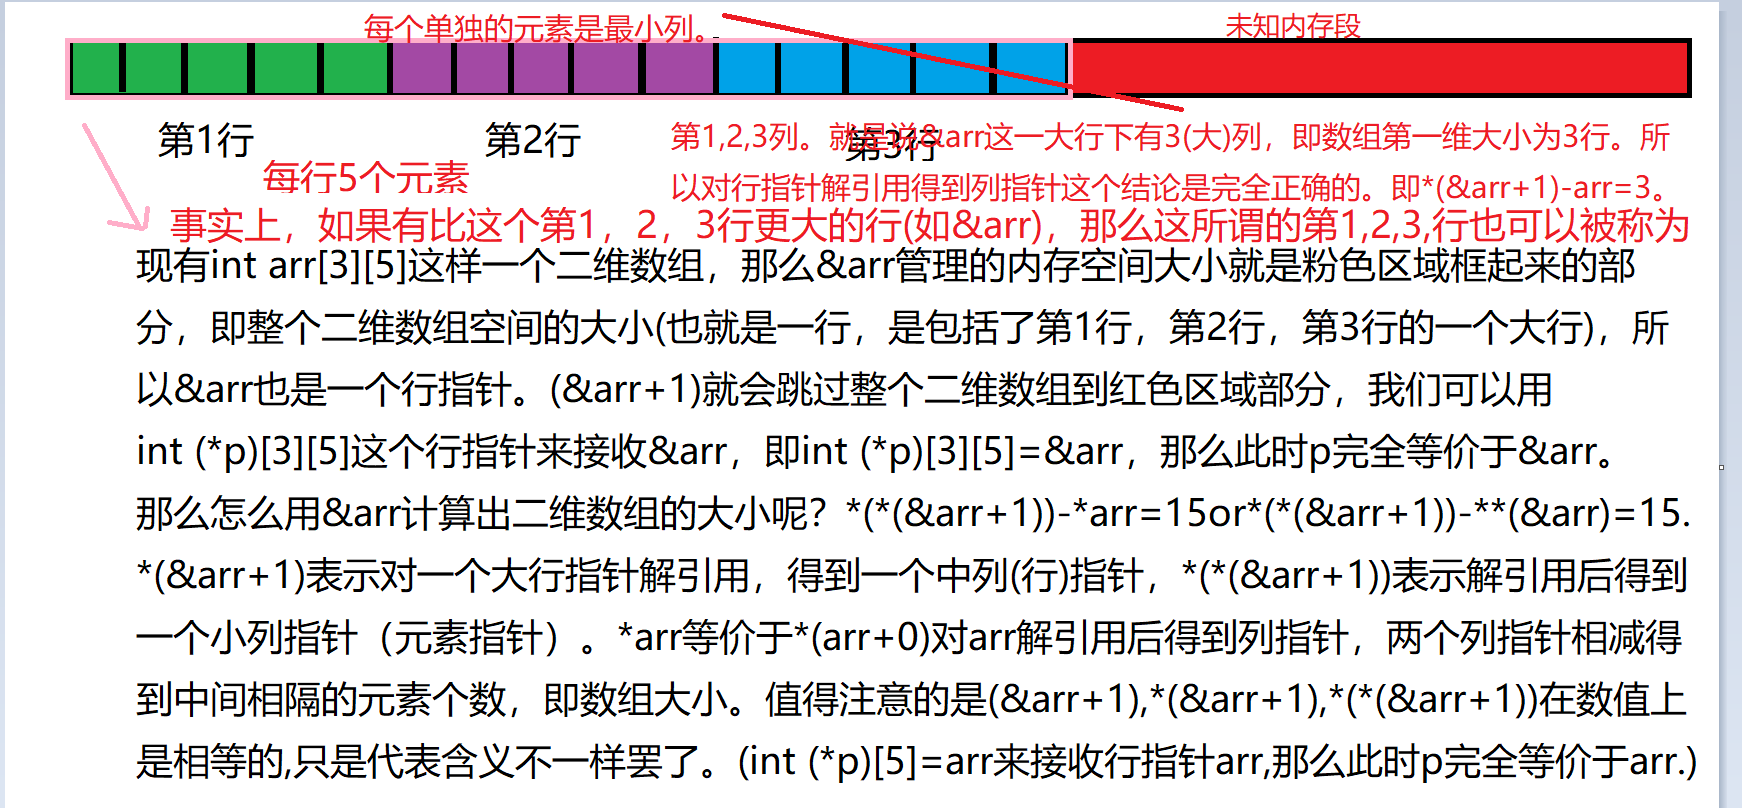 每个单独的元素是最小列。
未知内存段
第1行
第2行
第3行
第1,2,3列。就是说&arr这一大行下有3(大)列，即数组第一维大小为3行。所
每行5个元素
以对行指针解引用得到列指针这个结论是完全正确的。即*(&arr+1)-arr=3。
事实上，如果有比这个第1，2，3行更大的行(如&arr)，那么这所谓的第1,2,3,行也可以被称为
现有int arr[3][5]这样一个二维数组，那么&arr管理的内存空间大小就是粉色区域框起来的部
分，即整个二维数组空间的大小(也就是一行，是包括了第1行，第2行，第3行的一个大行)，所
以&arr也是一个行指针。(&arr+1)就会跳过整个二维数组到红色区域部分，我们可以用
int (*p)[3][5]这个行指针来接收&arr，即int (*p)[3][5]=&arr，那么此时p完全等价于&arr。
那么怎么用&arr计算出二维数组的大小呢？*(*(&arr+1))-*arr=15or*(*(&arr+1))-**(&arr)=15.
*(&arr+1)表示对一个大行指针解引用，得到一个中列(行)指针，*(*(&arr+1))表示解引用后得到
一个小列指针（元素指针）。*arr等价于*(arr+0)对arr解引用后得到列指针，两个列指针相减得
到中间相隔的元素个数，即数组大小。值得注意的是(&arr+1),*(&arr+1),*(*(&arr+1))在数值上
是相等的,只是代表含义不一样罢了。(int (*p)[5]=arr来接收行指针arr,那么此时p完全等价于arr.)